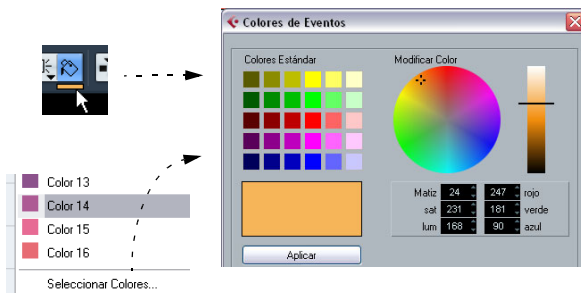 Colores de Eventos
Colores Estándar
Modificar Color
Matiz 24 247 rojo
sat 231 181 verde
lum 168 90 azul
Aplicar
Color 13
Color 14
Color 15
Color 16
Seleccionar Colores...